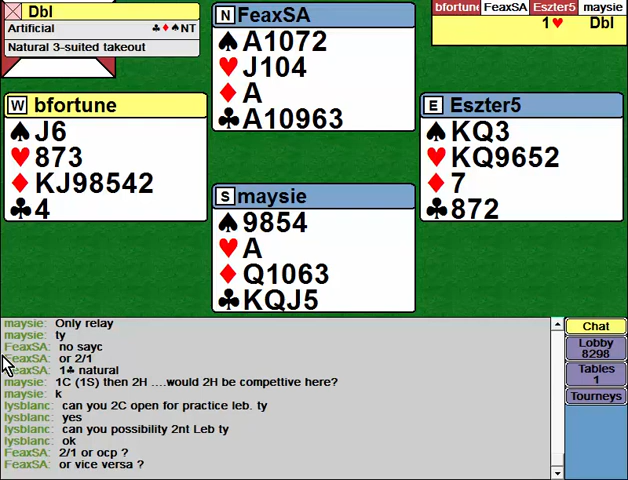 Dbl
Artificial ♣♦♠NT
Natural 3-suited takeout
N FeaxSA
♠A1072
♥J104
♦A
♣A10963
bfortune FeaxSA Eszter5 maysie
1♥ Dbl
W bfortune
♠J6
♥873
♦KJ98542
♣4
E Eszter5
♠KQ3
♥KQ9652
♦7
♣872
S maysie
♠9854
♥A
♦Q1063
♣KQJ5
maysie: Only relay
maysie: ty
FeaxSA: no sayc
FeaxSA: or 2/1
FeaxSA: 1♣ natural
maysie: 1C (1S) then 2H ....would 2H be compettive here?
maysie: k
lysblanc: can you 2C open for practice leb. ty
lysblanc: yes
lysblanc: can you possibility 2nt Leb ty
lysblanc: ok
FeaxSA: 2/1 or ocp ?
FeaxSA: or vice versa ?
Chat
Lobby
8298
Tables
1
Tourneys